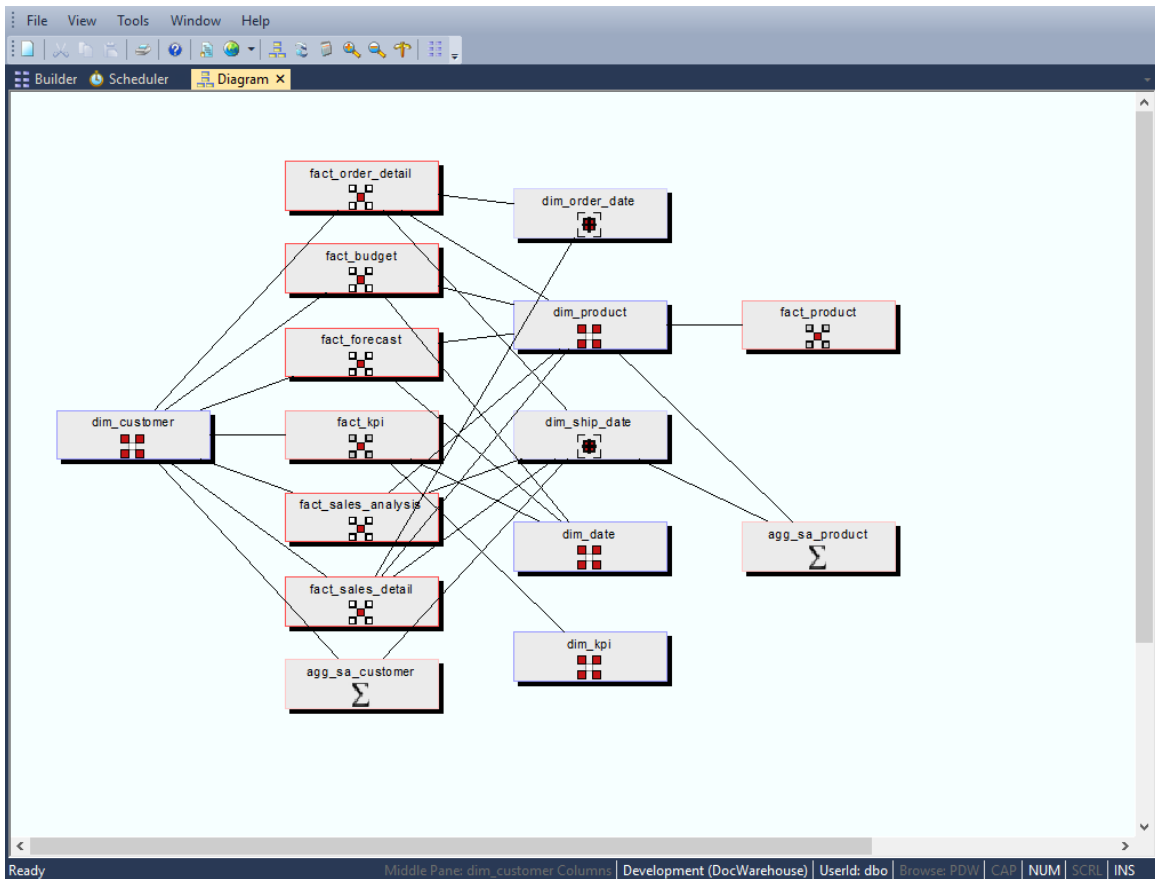 File View Tools Window Help
Builder Scheduler Diagram
fact_order_detail
dim_order_date
fact_budget
dim_product
fact_product
fact_forecast
dim_customer
fact_kpi
dim_ship_date
fact_sales_analysis
dim_date
agg_sa_product
fact_sales_detail
dim_kpi
agg_sa_customer
Ready Middle Pane: dim_customer Columns Development (DocWarehouse) UserId: dbo Browse: PDW CAP NUM SCRL INS